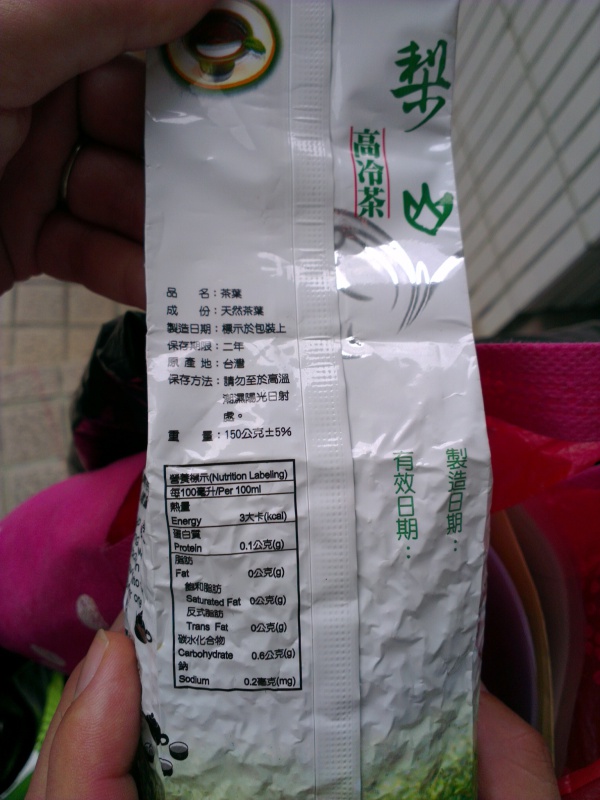 梨山
高冷茶
品名：茶葉
成份：天然茶葉
製造日期：標示於包裝上
保存期限：二年
原產地：台灣
保存方法：請勿至於高溫
潮濕陽光日射
處。
重量：150公克±5%
營養標示(Nutrition Labeling)
每100毫升/Per 100ml
熱量
Energy 3大卡(kcal)
蛋白質
Protein 0.1公克(g)
脂肪
Fat 0公克(g)
飽和脂肪
Saturated Fat 0公克(g)
反式脂肪
Trans Fat 0公克(g)
碳水化合物
Carbohydrate 0.6公克(g)
鈉
Sodium 0.2毫克(mg)
製造日期：
有效日期：